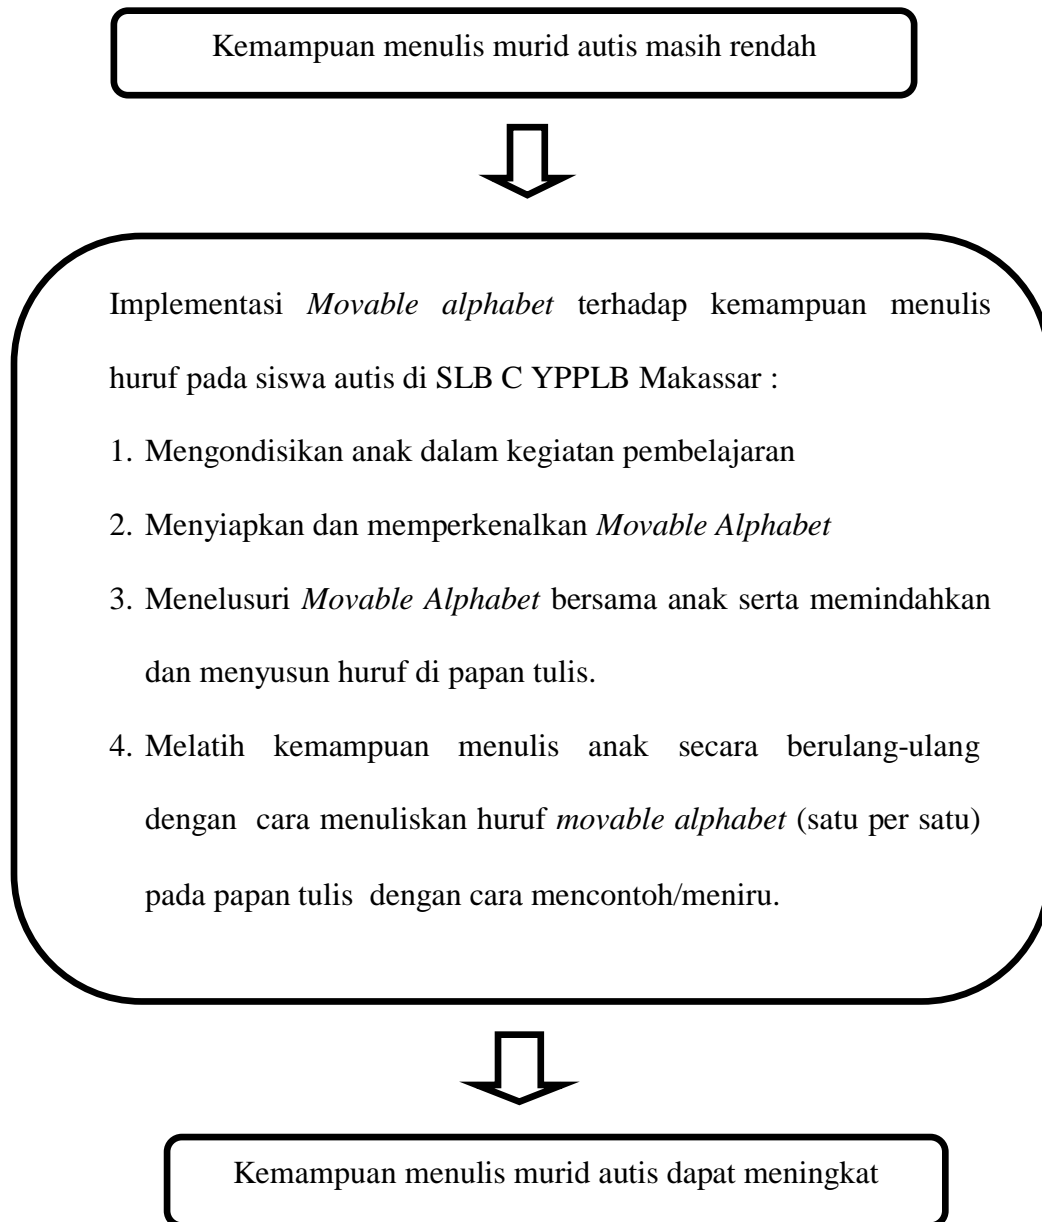 Kemampuan menulis murid autis masih rendah
Implementasi Movable alphabet terhadap kemampuan menulis
huruf pada siswa autis di SLB C YPPLB Makassar :
1. Mengondisikan anak dalam kegiatan pembelajaran
2. Menyiapkan dan memperkenalkan Movable Alphabet
3. Menelusuri Movable Alphabet bersama anak serta memindahkan
dan menyusun huruf di papan tulis.
4. Melatih kemampuan menulis anak secara berulang-ulang
dengan cara menuliskan huruf movable alphabet (satu per satu)
pada papan tulis dengan cara mencontoh/meniru.
Kemampuan menulis murid autis dapat meningkat